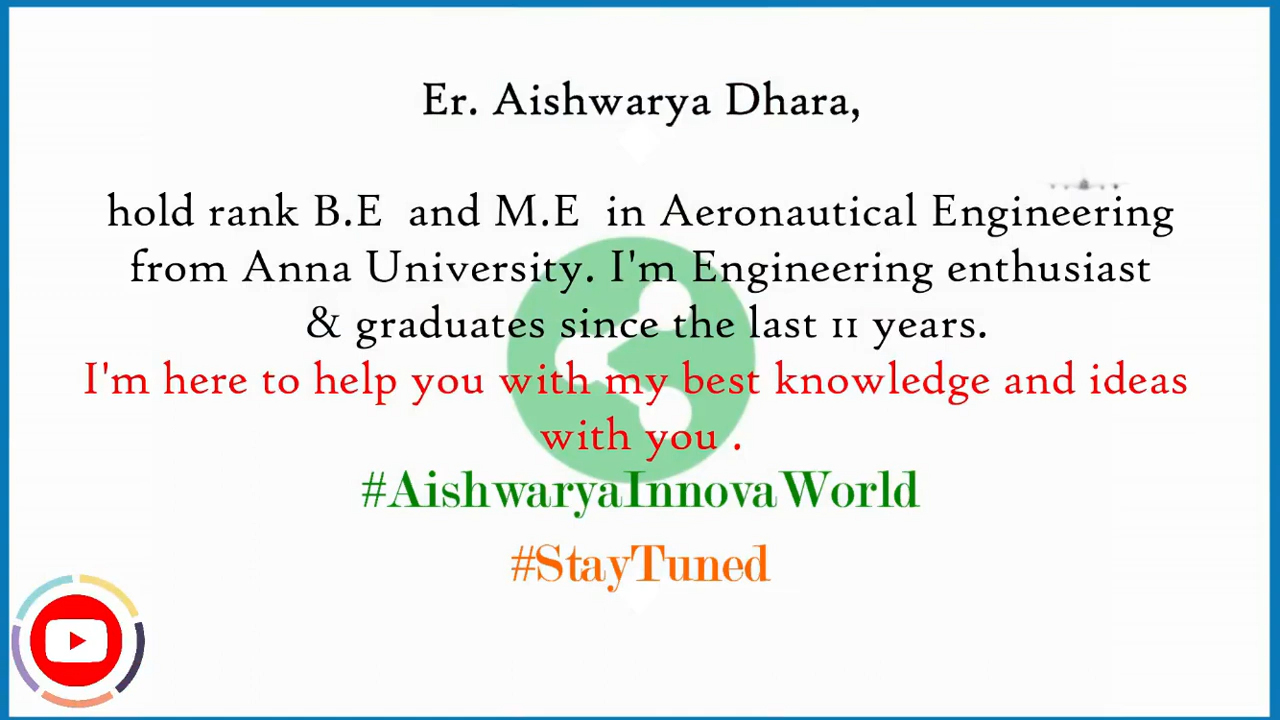 Er. Aishwarya Dhara,
hold rank B.E and M.E in Aeronautical Engineering
from Anna University. I'm Engineering enthusiast
& graduates since the last 11 years.
I'm here to help you with my best knowledge and ideas
with you .
#AishwaryaInnovaWorld
#StayTuned